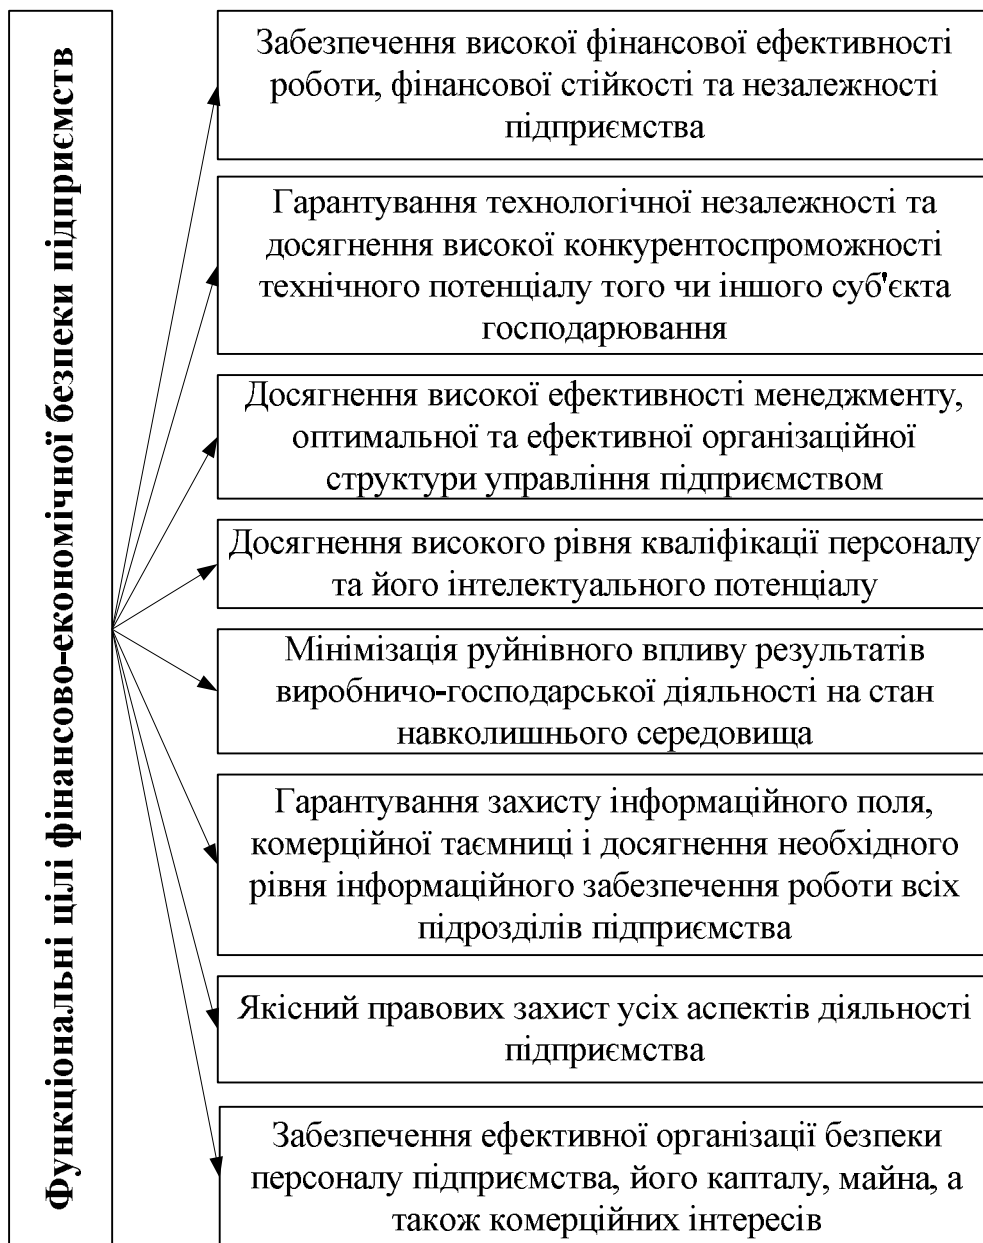 Функціональні цілі фінансово-економічної безпеки підприємств
Забезпечення високої фінансової ефективності
роботи, фінансової стійкості та незалежності
підприємства
Гарантування технологічної незалежності та
досягнення високої конкурентоспроможності
технічного потенціалу того чи іншого суб'єкта
господарювання
Досягнення високої ефективності менеджменту,
оптимальної та ефективної організаційної
структури управління підприємством
Досягнення високого рівня кваліфікації персоналу
та його інтелектуального потенціалу
Мінімізація руйнівного впливу результатів
виробничо-господарської діяльності на стан
навколишнього середовища
Гарантування захисту інформаційного поля,
комерційної таємниці і досягнення необхідного
рівня інформаційного забезпечення роботи всіх
підрозділів підприємства
Якісний правових захист усіх аспектів діяльності
підприємства
Забезпечення ефективної організації безпеки
персоналу підприємства, його капталу, майна, а
також комерційних інтересів